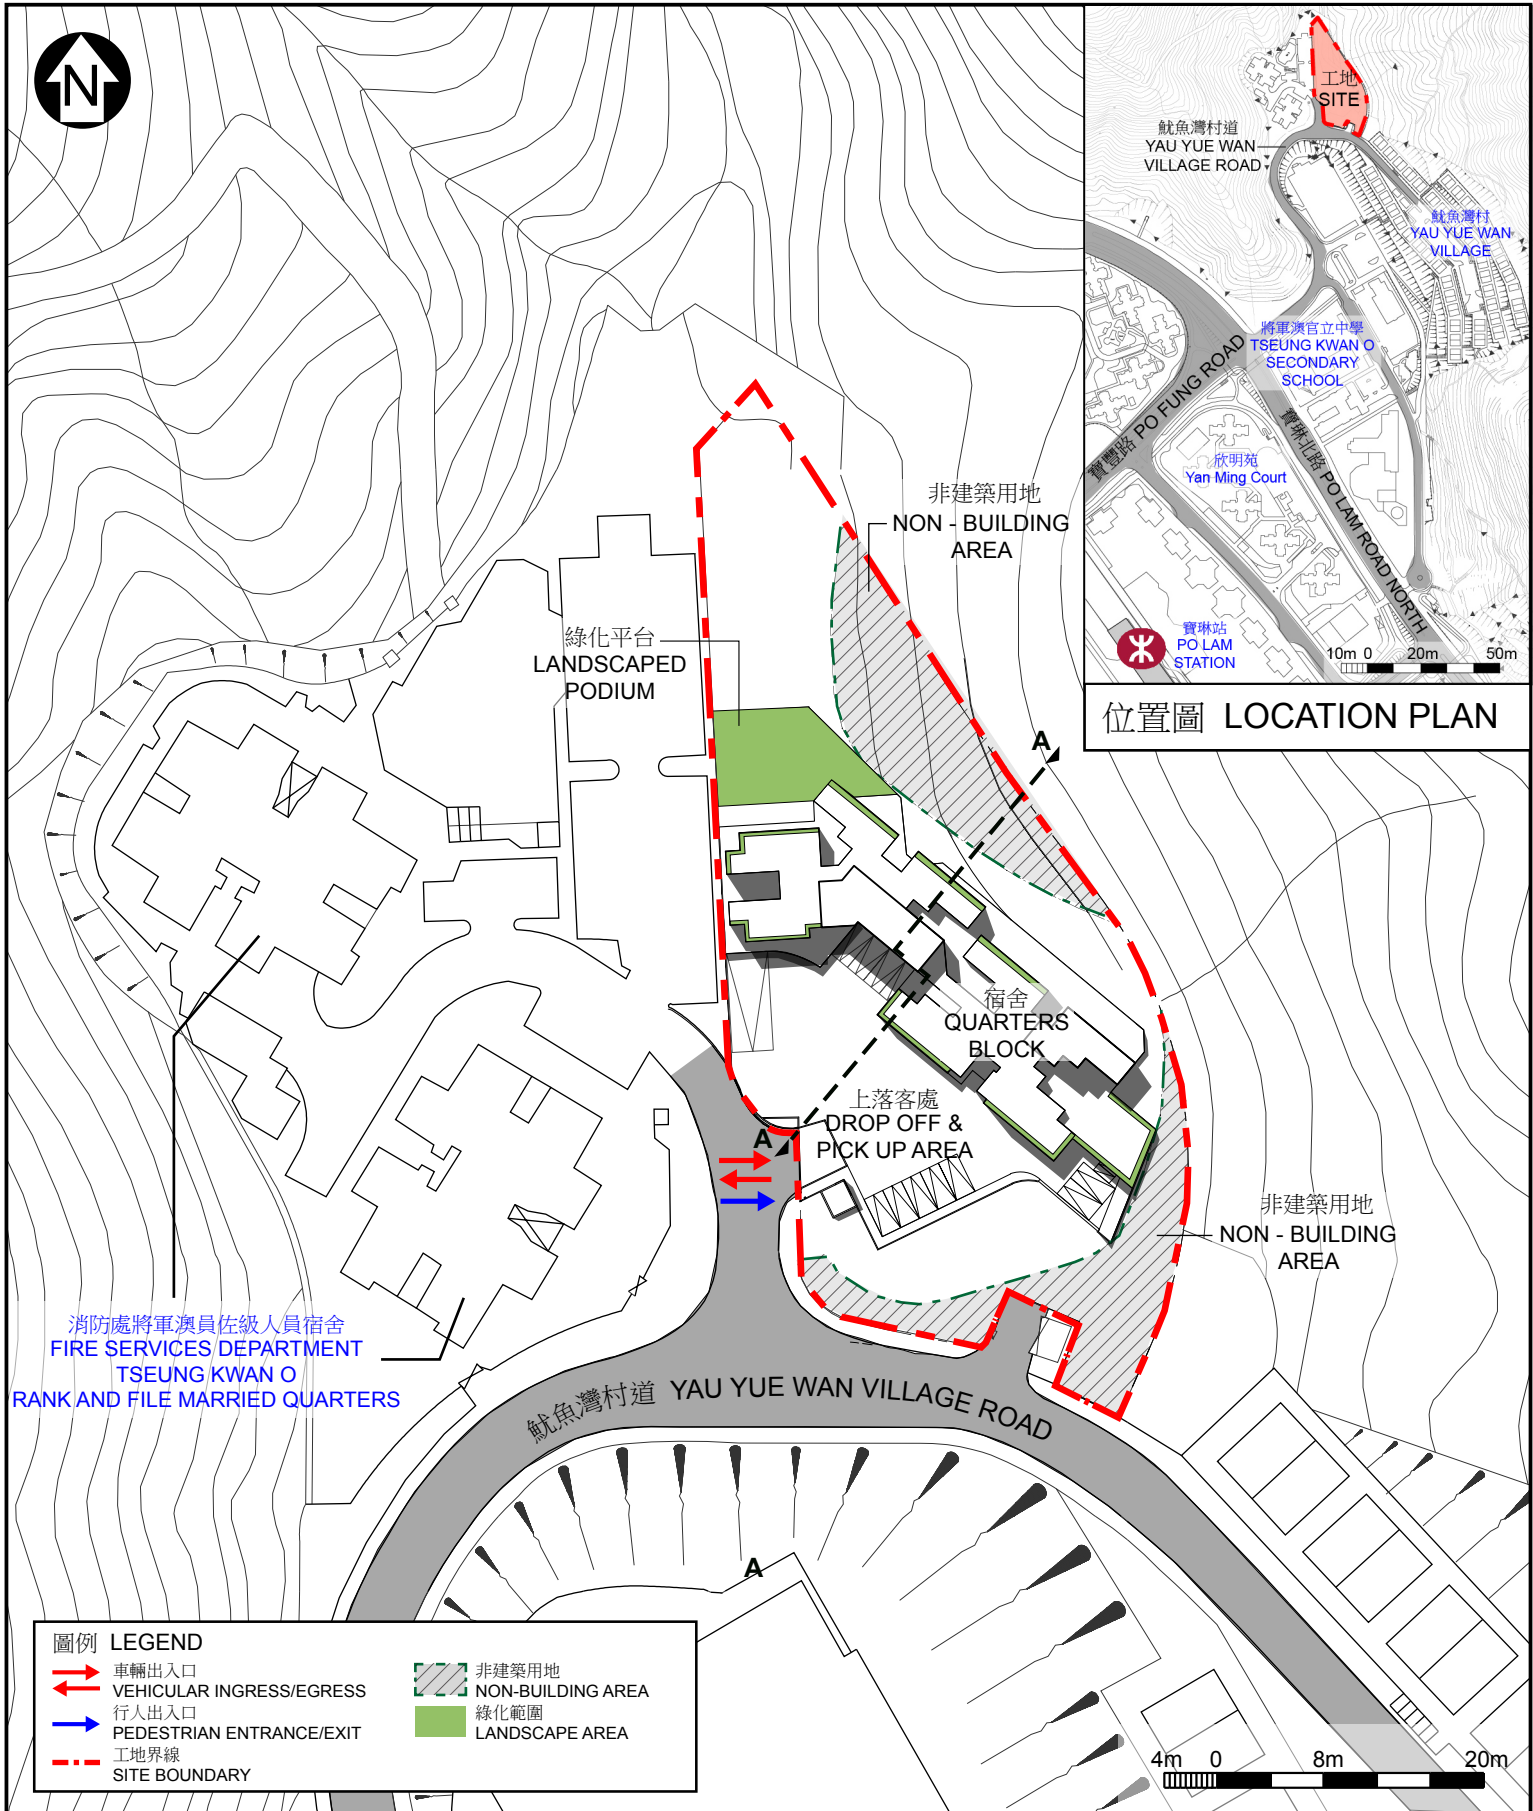 N
工地
SITE
魷魚灣村道
YAU YUE WAN
VILLAGE ROAD
魷魚灣村
YAU YUE WAN
VILLAGE
將軍澳官立中學
TSEUNG KWAN O
SECONDARY
SCHOOL
寶豐路 PO FUNG ROAD
寶琳北路 PO LAM ROAD NORTH
欣明苑
Yan Ming Court
寶琳站
PO LAM
STATION
10m 0 20m 50m
位置圖 LOCATION PLAN
非建築用地
NON - BUILDING
AREA
綠化平台
LANDSCAPED
PODIUM
A
宿舍
QUARTERS
BLOCK
上落客處
DROP OFF &
PICK UP AREA
A
非建築用地
NON - BUILDING
AREA
消防處將軍澳員佐級人員宿舍
FIRE SERVICES DEPARTMENT
TSEUNG KWAN O
RANK AND FILE MARRIED QUARTERS
魷魚灣村道 YAU YUE WAN VILLAGE ROAD
A
圖例 LEGEND
車輛出入口
VEHICULAR INGRESS/EGRESS
行人出入口
PEDESTRIAN ENTRANCE/EXIT
工地界線
SITE BOUNDARY
非建築用地
NON-BUILDING AREA
綠化範圍
LANDSCAPE AREA
4m 0 8m 20m